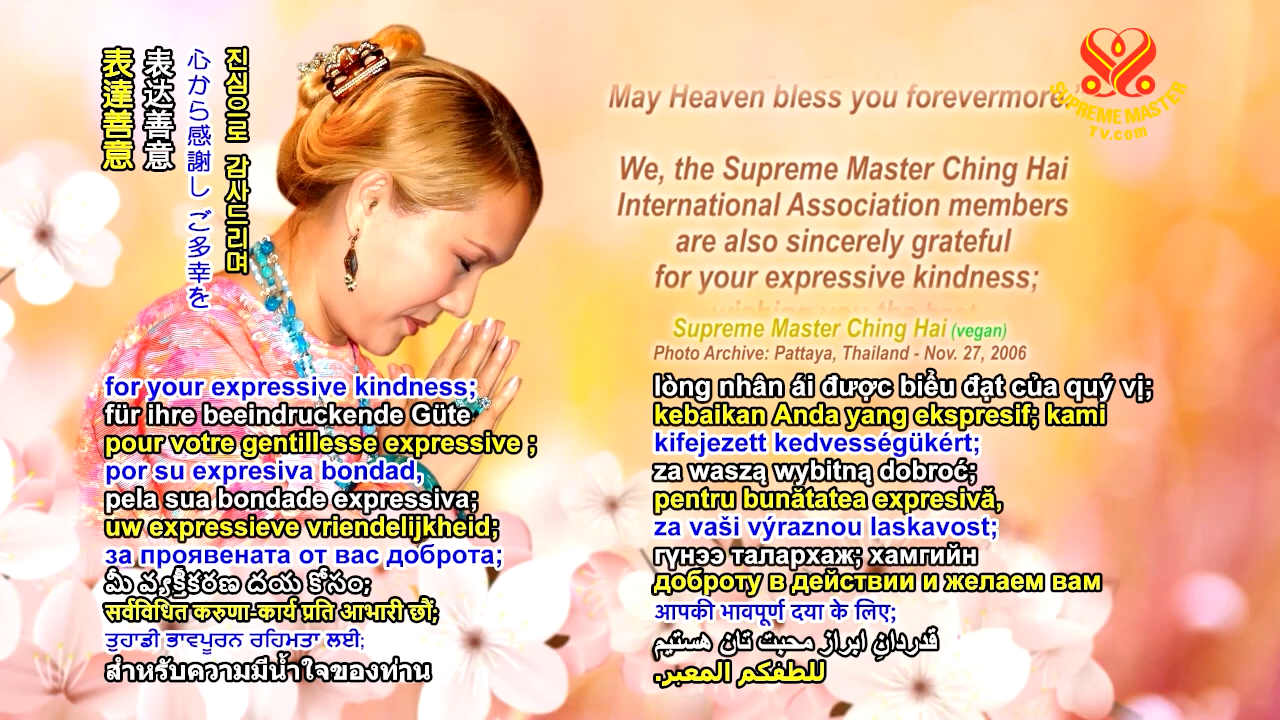 表達善意
表达善意
心から感謝し ご多幸を
진심으로 감사드리며
May Heaven bless you forevermore.
SUPREME MASTER
TV.com
We, the Supreme Master Ching Hai
International Association members
are also sincerely grateful
for your expressive kindness;
wishing you the best
Supreme Master Ching Hai (vegan)
Photo Archive: Pattaya, Thailand - Nov. 27, 2006
for your expressive kindness;
für ihre beeindruckende Güte
pour votre gentillesse expressive ;
por su expresiva bondad,
pela sua bondade expressiva;
uw expressieve vriendelijkheid;
за проявената от вас доброта;
మీ వ్యక్తీకరణ దయ కోసం;
सर्वविधित करुणा-कार्य प्रति आभारी छौं;
ਤੁਹਾਡੀ ਭਾਵਪੂਰਨ ਰਹਿਮਤਾ ਲਈ;
สำหรับความมีน้ำใจของท่าน
lòng nhân ái được biểu đạt của quý vị;
kebaikan Anda yang ekspresif; kami
kifejezett kedvességükért;
za waszą wybitną dobroć;
pentru bunătatea expresivă,
za vaši výraznou laskavost;
гүнээ талархаж; хамгийн
доброту в действии и желаем вам
आपकी भावपूर्ण दया के लिए;
قدردانِ ابراز محبت تان هستیم
للطفكم المعبر.